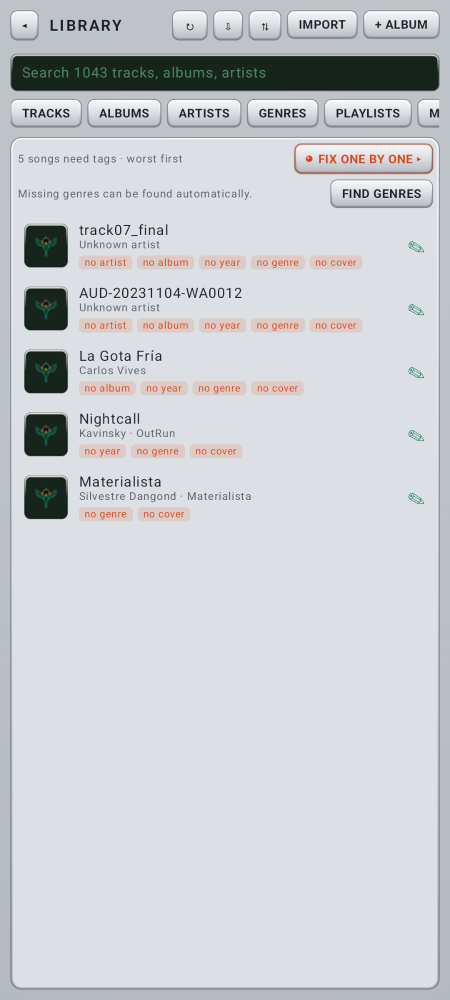 LIBRARY
IMPORT
+ ALBUM
Search 1043 tracks, albums, artists
TRACKS
ALBUMS
ARTISTS
GENRES
PLAYLISTS
M
5 songs need tags · worst first
FIX ONE BY ONE ▸
Missing genres can be found automatically.
FIND GENRES
track07_final
Unknown artist
no artist no album no year no genre no cover
AUD-20231104-WA0012
Unknown artist
no artist no album no year no genre no cover
La Gota Fría
Carlos Vives
no album no year no genre no cover
Nightcall
Kavinsky · OutRun
no year no genre no cover
Materialista
Silvestre Dangond · Materialista
no genre no cover